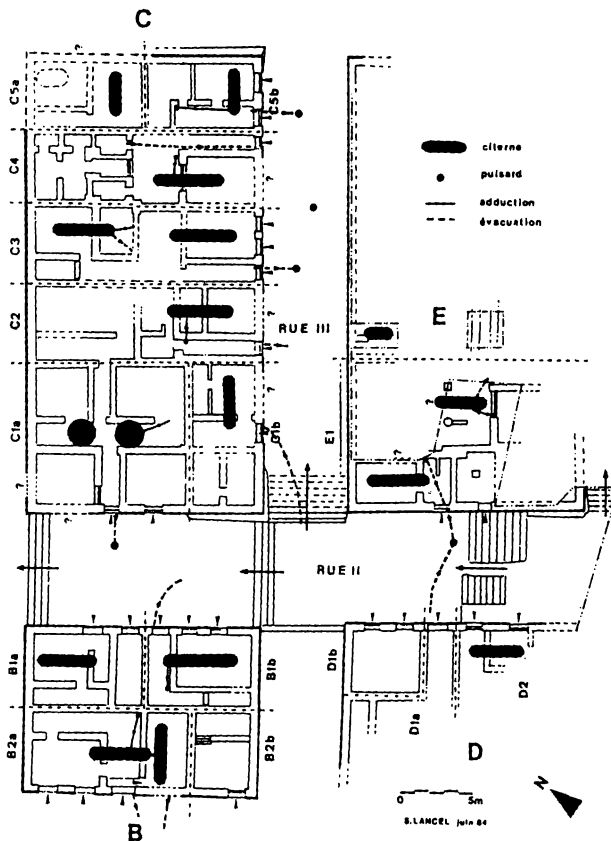 C
C5a
C5b
C4
C3
C2
C1a
C1b
citerne
puisard
adduction
évacuation
E
RUE III
E1
RUE II
B1a
B1b
B2a
B2b
D1b
D1a
D2
D
B
0 5m
S. LANCEL juin 84
N
? ? ? ? ? ? ? ? ?